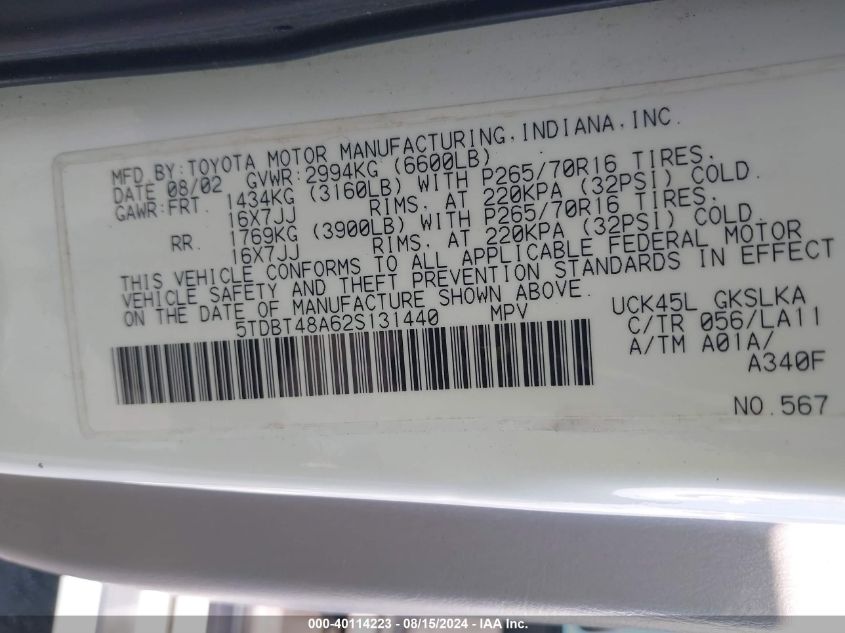 MFD BY:TOYOTA MOTOR MANUFACTURING,INDIANA,INC.
DATE 08/02 GVWR:2994KG (6600LB)
GAWR:FRT. 1434KG (3160LB) WITH P265/70R16 TIRES.
16X7JJ RIMS. AT 220KPA (32PSI) COLD.
RR. 1769KG (3900LB) WITH P265/70R16 TIRES.
16X7JJ RIMS. AT 220KPA (32PSI) COLD.
THIS VEHICLE CONFORMS TO ALL APPLICABLE FEDERAL MOTOR
VEHICLE SAFETY AND THEFT PREVENTION STANDARDS IN EFFECT
ON THE DATE OF MANUFACTURE SHOWN ABOVE.
5TDBT48A62S131440 MPV
UCK45L GKSLKA
C/TR 056/LA11
A/TM A01A/
A340F
NO.567
000-40114223 - 08/15/2024 - IAA Inc.